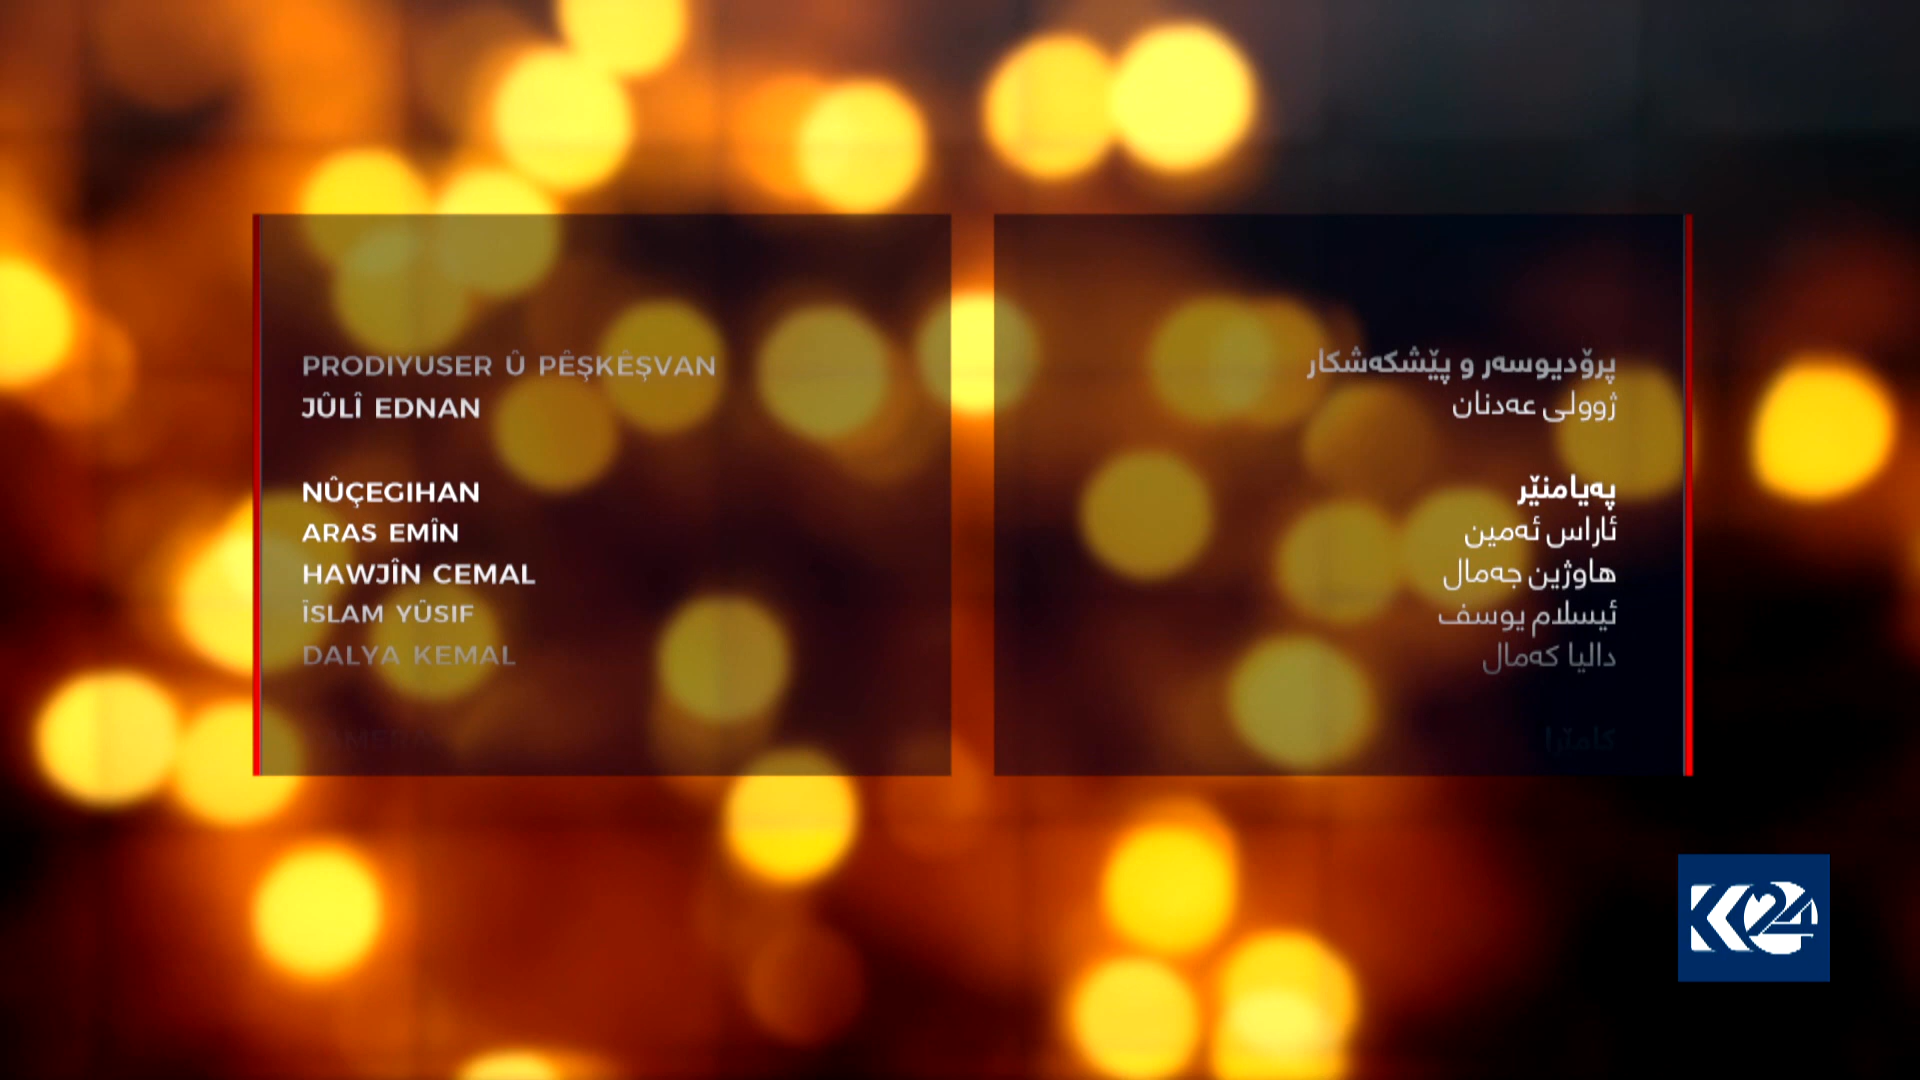 PRODIYUSER Û PÊŞKÊŞVAN
JÛLÎ EDNAN
NÛÇEGIHAN
ARAS EMÎN
HAWJÎN CEMAL
ÎSLAM YÛSIF
DALYA KEMAL
پرۆدیوسەر و پێشکەشکار
ژوولی عەدنان
پەیامنێر
ئاراس ئەمین
هاوژین جەمال
ئیسلام یوسف
دالیا کەمال
کامێرا
K24